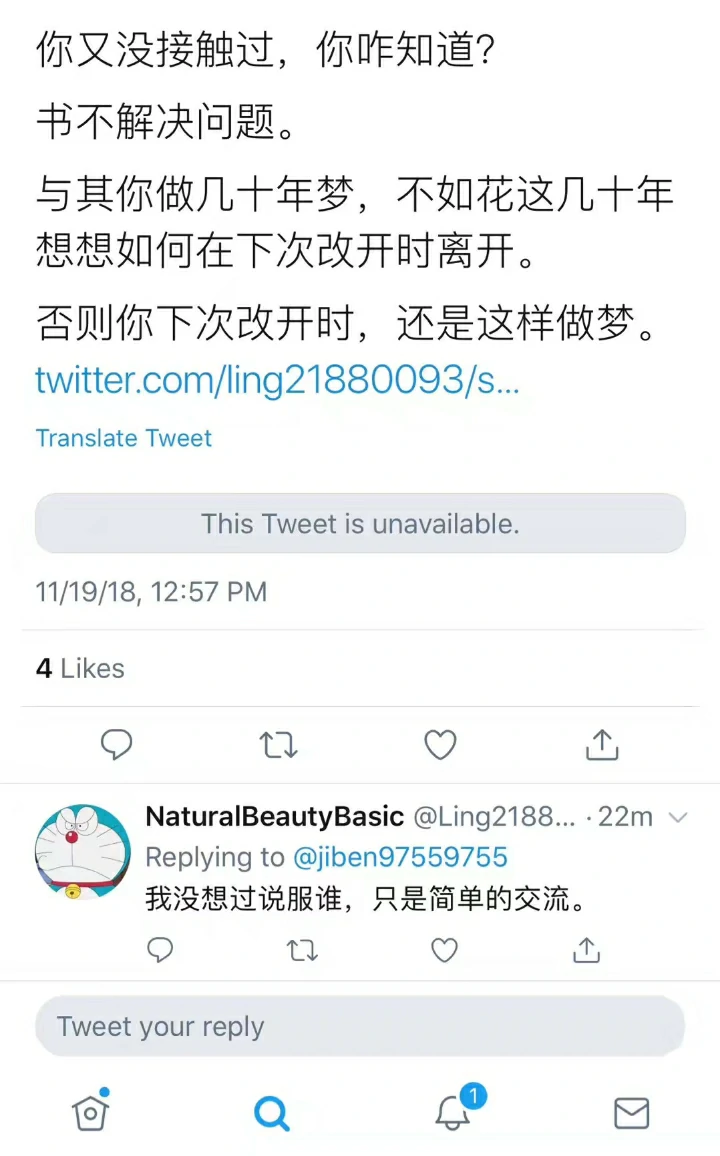 你又没接触过，你咋知道？
书不解决问题。
与其你做几十年梦，不如花这几十年
想想如何在下次改开时离开。
否则你下次改开时，还是这样做梦。
twitter.com/ling21880093/s...
Translate Tweet
This Tweet is unavailable.
11/19/18, 12:57 PM
4 Likes
NaturalBeautyBasic @Ling2188... · 22m
Replying to @jiben97559755
我没想过说服谁，只是简单的交流。
Tweet your reply
1